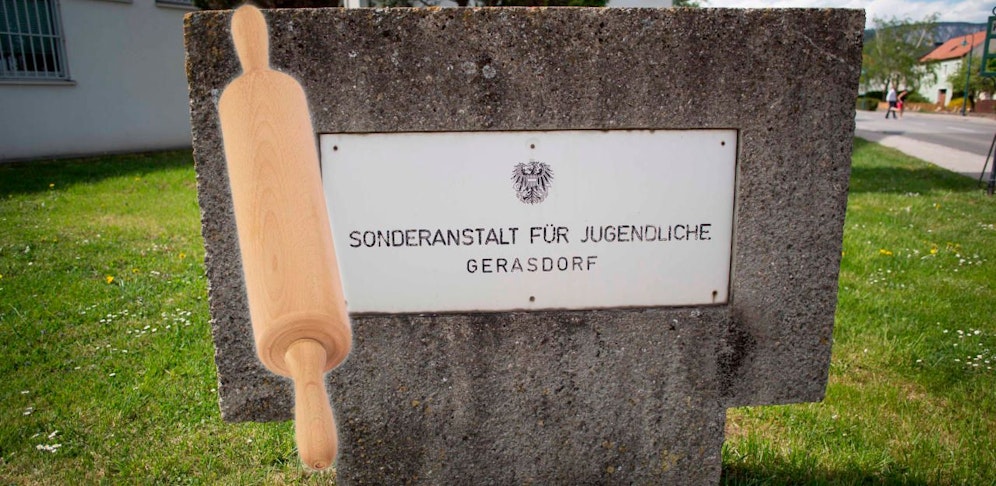 SONDERANSTALT FÜR JUGENDLICHE
GERASDORF